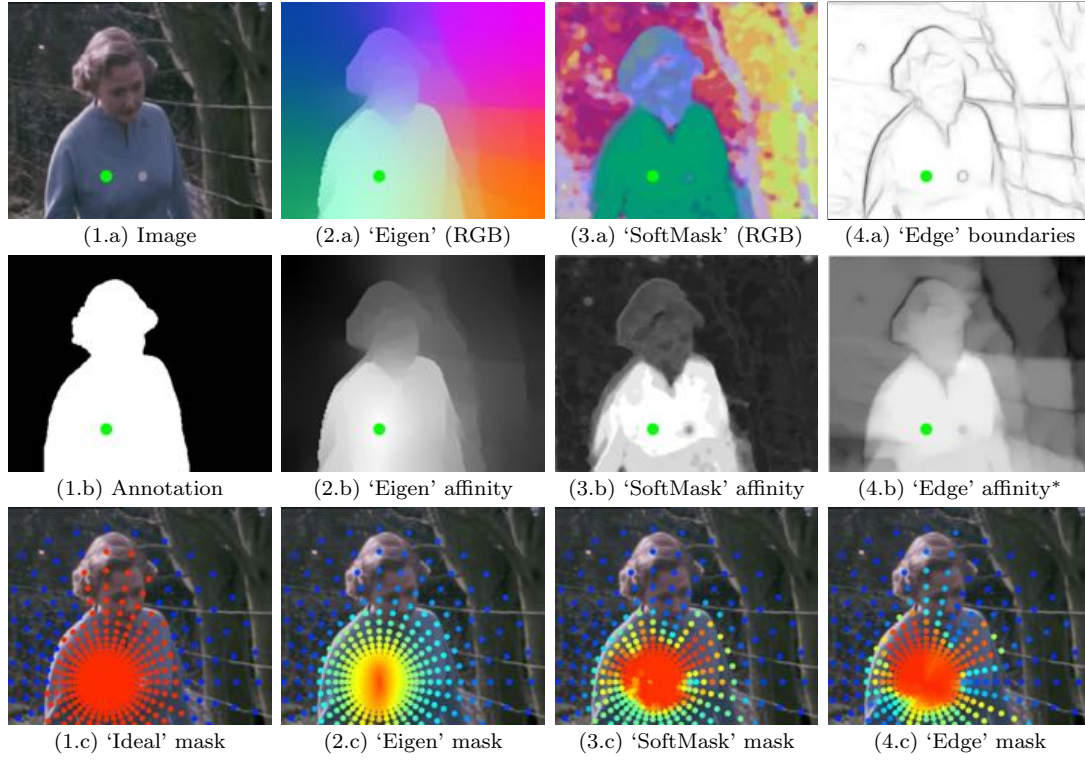 (1.a) Image
(2.a) ‘Eigen’ (RGB)
(3.a) ‘SoftMask’ (RGB)
(4.a) ‘Edge’ boundaries
(1.b) Annotation
(2.b) ‘Eigen’ affinity
(3.b) ‘SoftMask’ affinity
(4.b) ‘Edge’ affinity*
(1.c) ‘Ideal’ mask
(2.c) ‘Eigen’ mask
(3.c) ‘SoftMask’ mask
(4.c) ‘Edge’ mask